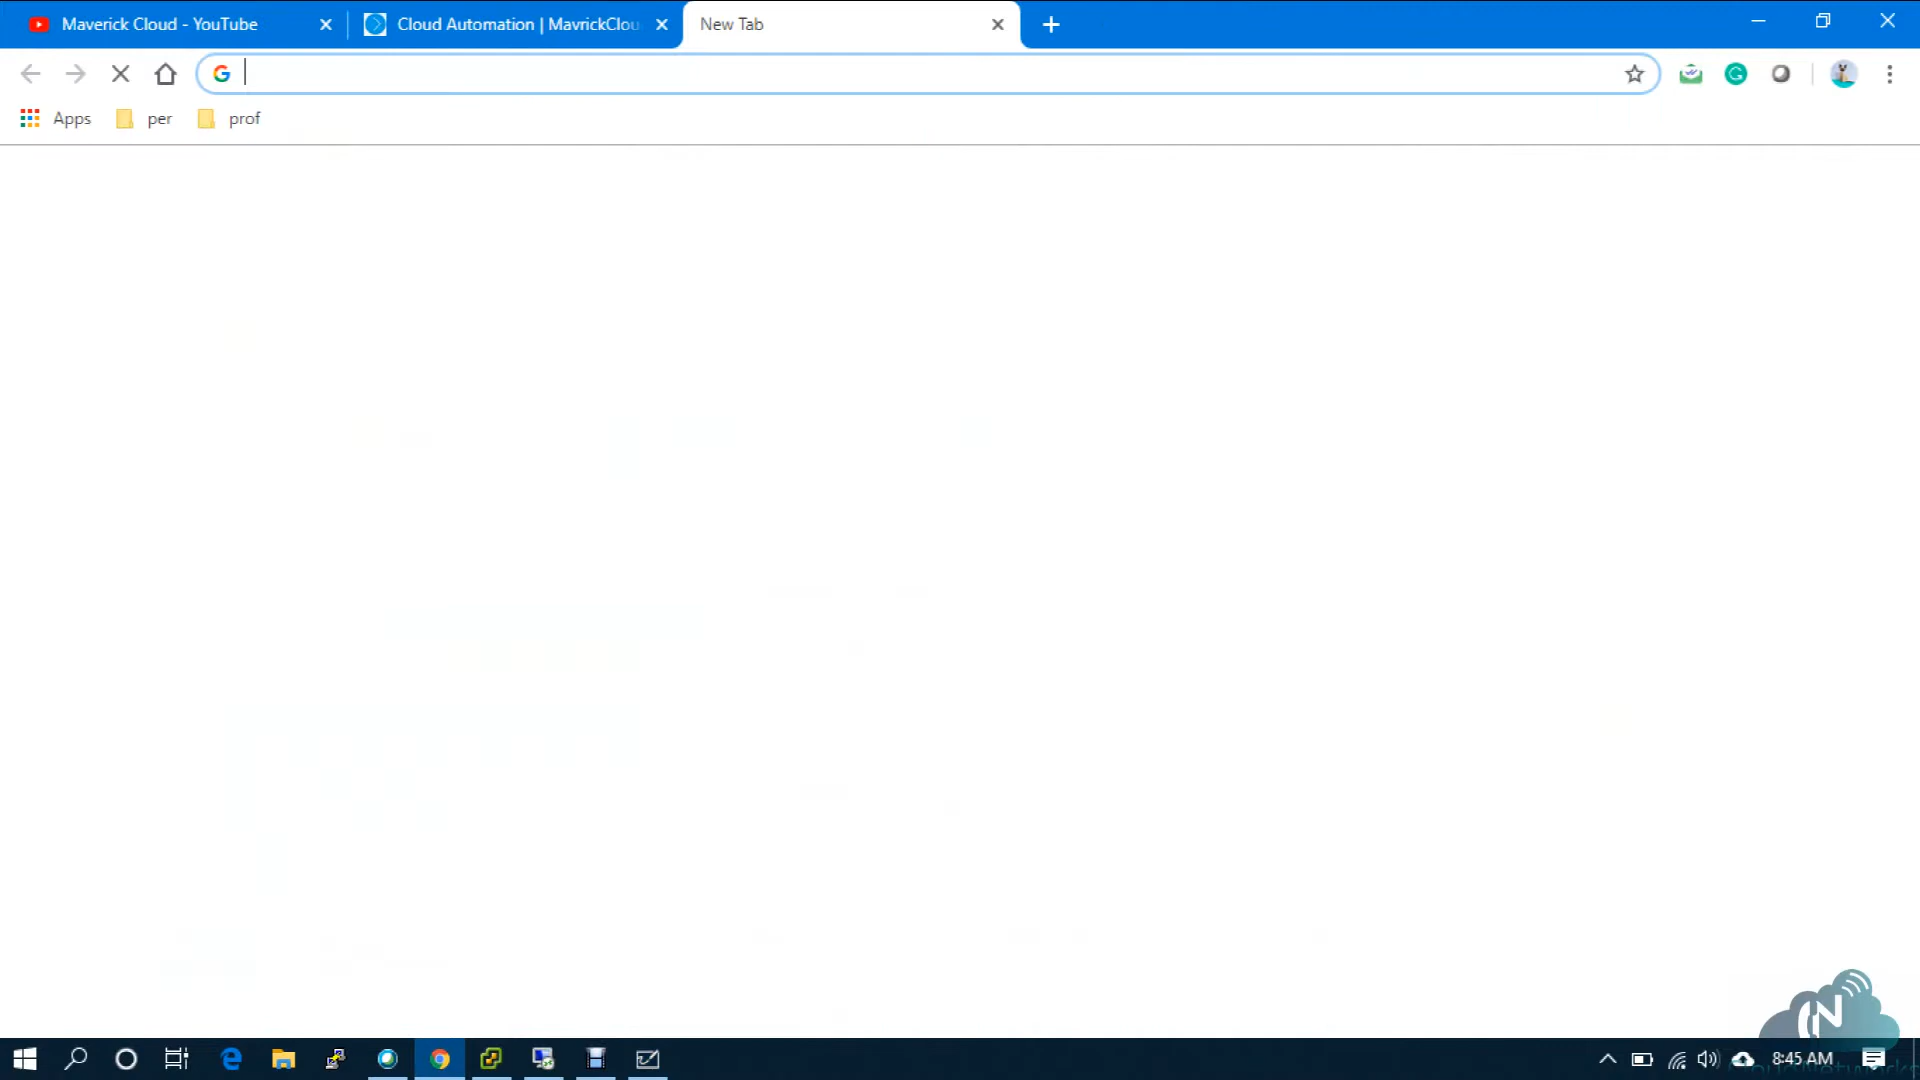 Maverick Cloud - YouTube
Cloud Automation | MavrickClou
New Tab
Apps
per
prof
8:45 AM